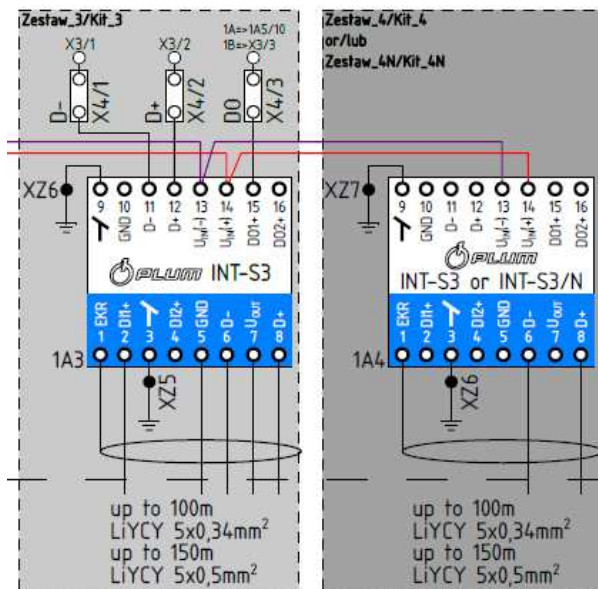 Zestaw_3/Kit_3
X3/1
X3/2
1A=>1A5/10
1B=>X3/3
D-
X4/1
D+
X4/2
DO
X4/3
XZ6
9
10
11
12
13
14
15
16
GND
D-
D+
UIN(-)
UIN(+)
DO1+
DO2+
PLUM INT-S3
EKR
DI1+
DI2+
GND
D-
UOUT
D+
1
2
3
4
5
6
7
8
1A3
XZ5
up to 100m
LiYCY 5x0,34mm²
up to 150m
LiYCY 5x0,5mm²
Zestaw_4/Kit_4
or/lub
Zestaw_4N/Kit_4N
XZ7
9
10
11
12
13
14
15
16
GND
D-
D+
UIN(-)
UIN(+)
DO1+
DO2+
PLUM
INT-S3 or INT-S3/N
EKR
DI1+
DI2+
GND
D-
UOUT
D+
1
2
3
4
5
6
7
8
1A4
XZ6
up to 100m
LiYCY 5x0,34mm²
up to 150m
LiYCY 5x0,5mm²